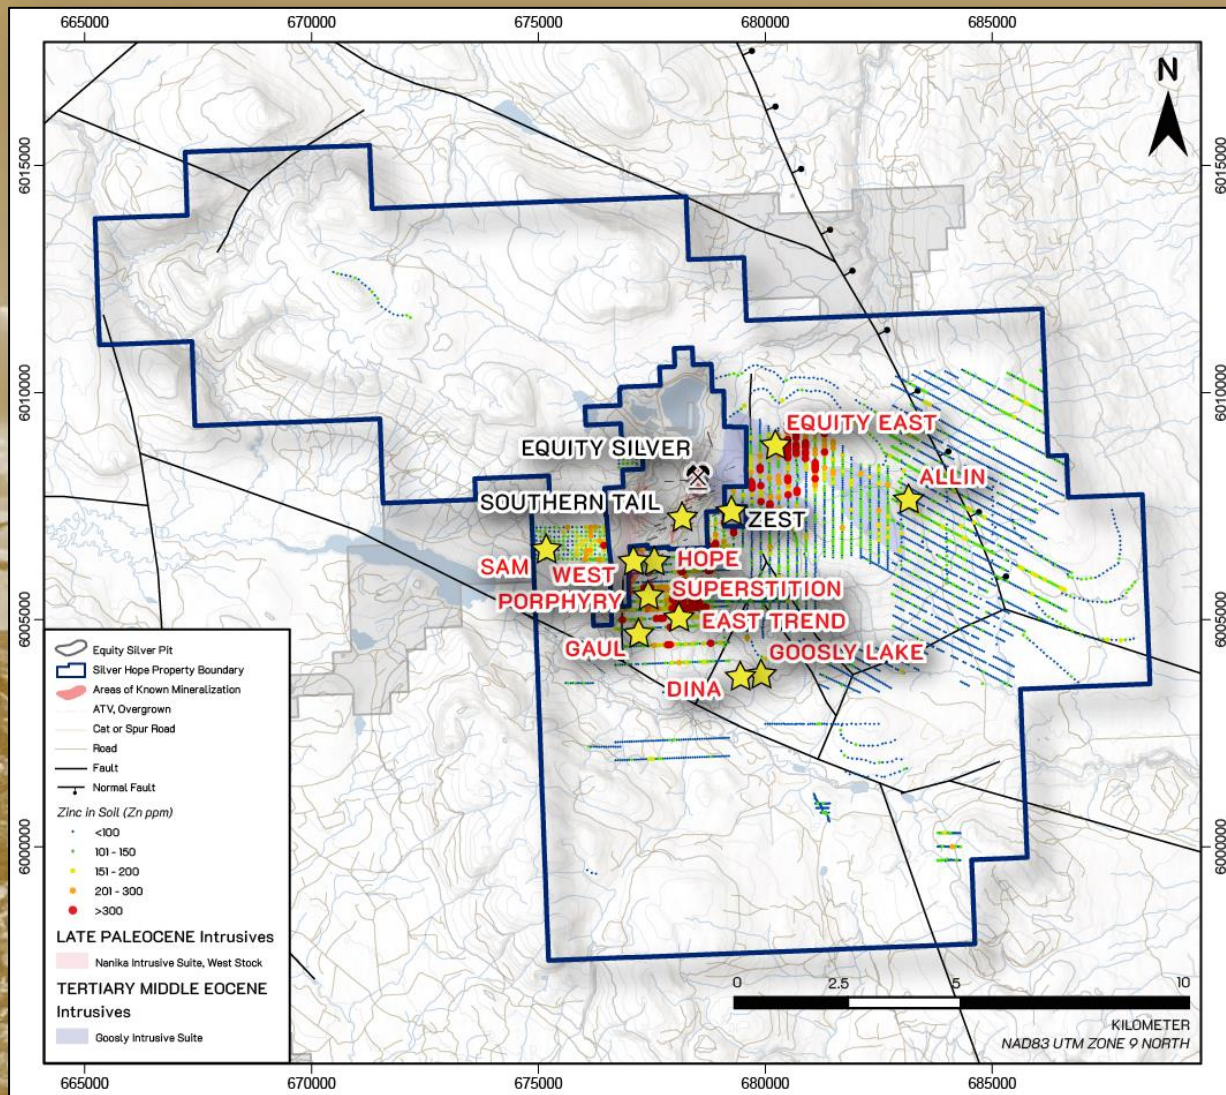 665000
670000
675000
680000
685000
N
6015000
6015000
6010000
6010000
EQUITY EAST
EQUITY SILVER
ALLIN
SOUTHERN TAIL
ZEST
SAM
WEST
HOPE
PORPHYRY
SUPERSTITION
EAST TREND
6005000
6005000
GAUL
GOOSLY LAKE
DINA
6000000
6000000
Equity Silver Pit
Silver Hope Property Boundary
Areas of Known Mineralization
ATV, Overgrown
Cat or Spur Road
Road
Fault
Normal Fault
Zinc in Soil (Zn ppm)
<100
101 - 150
151 - 200
201 - 300
>300
LATE PALEOCENE Intrusives
Nanika Intrusive Suite, West Stock
TERTIARY MIDDLE EOCENE
Intrusives
Goosly Intrusive Suite
0
2.5
5
10
KILOMETER
NAD83 UTM ZONE 9 NORTH
665000
670000
675000
680000
685000